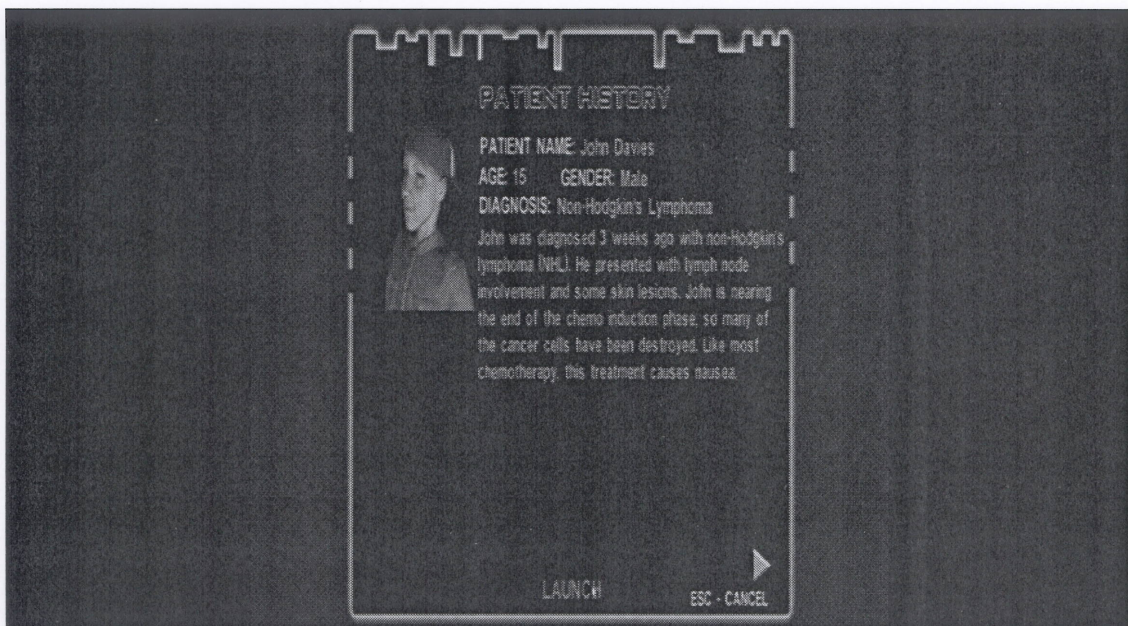 PATIENT HISTORY
PATIENT NAME: John Davies
AGE: 15 GENDER: Male
DIAGNOSIS: Non-Hodgkin's Lymphoma
John was diagnosed 3 weeks ago with non-Hodgkin's
lymphoma (NHL). He presented with lymph node
involvement and some skin lesions. John is nearing
the end of the chemo induction phase, so many of
the cancer cells have been destroyed. Like most
chemotherapy, this treatment causes nausea.
LAUNCH
ESC - CANCEL